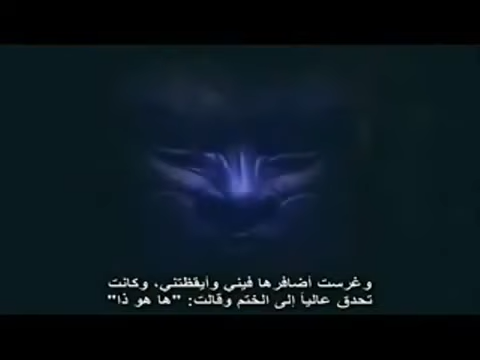 وغرست أضافرها فيني وأيقظتني، وكانت
تحدق عالياً إلى الختم وقالت: "ها هو ذا"